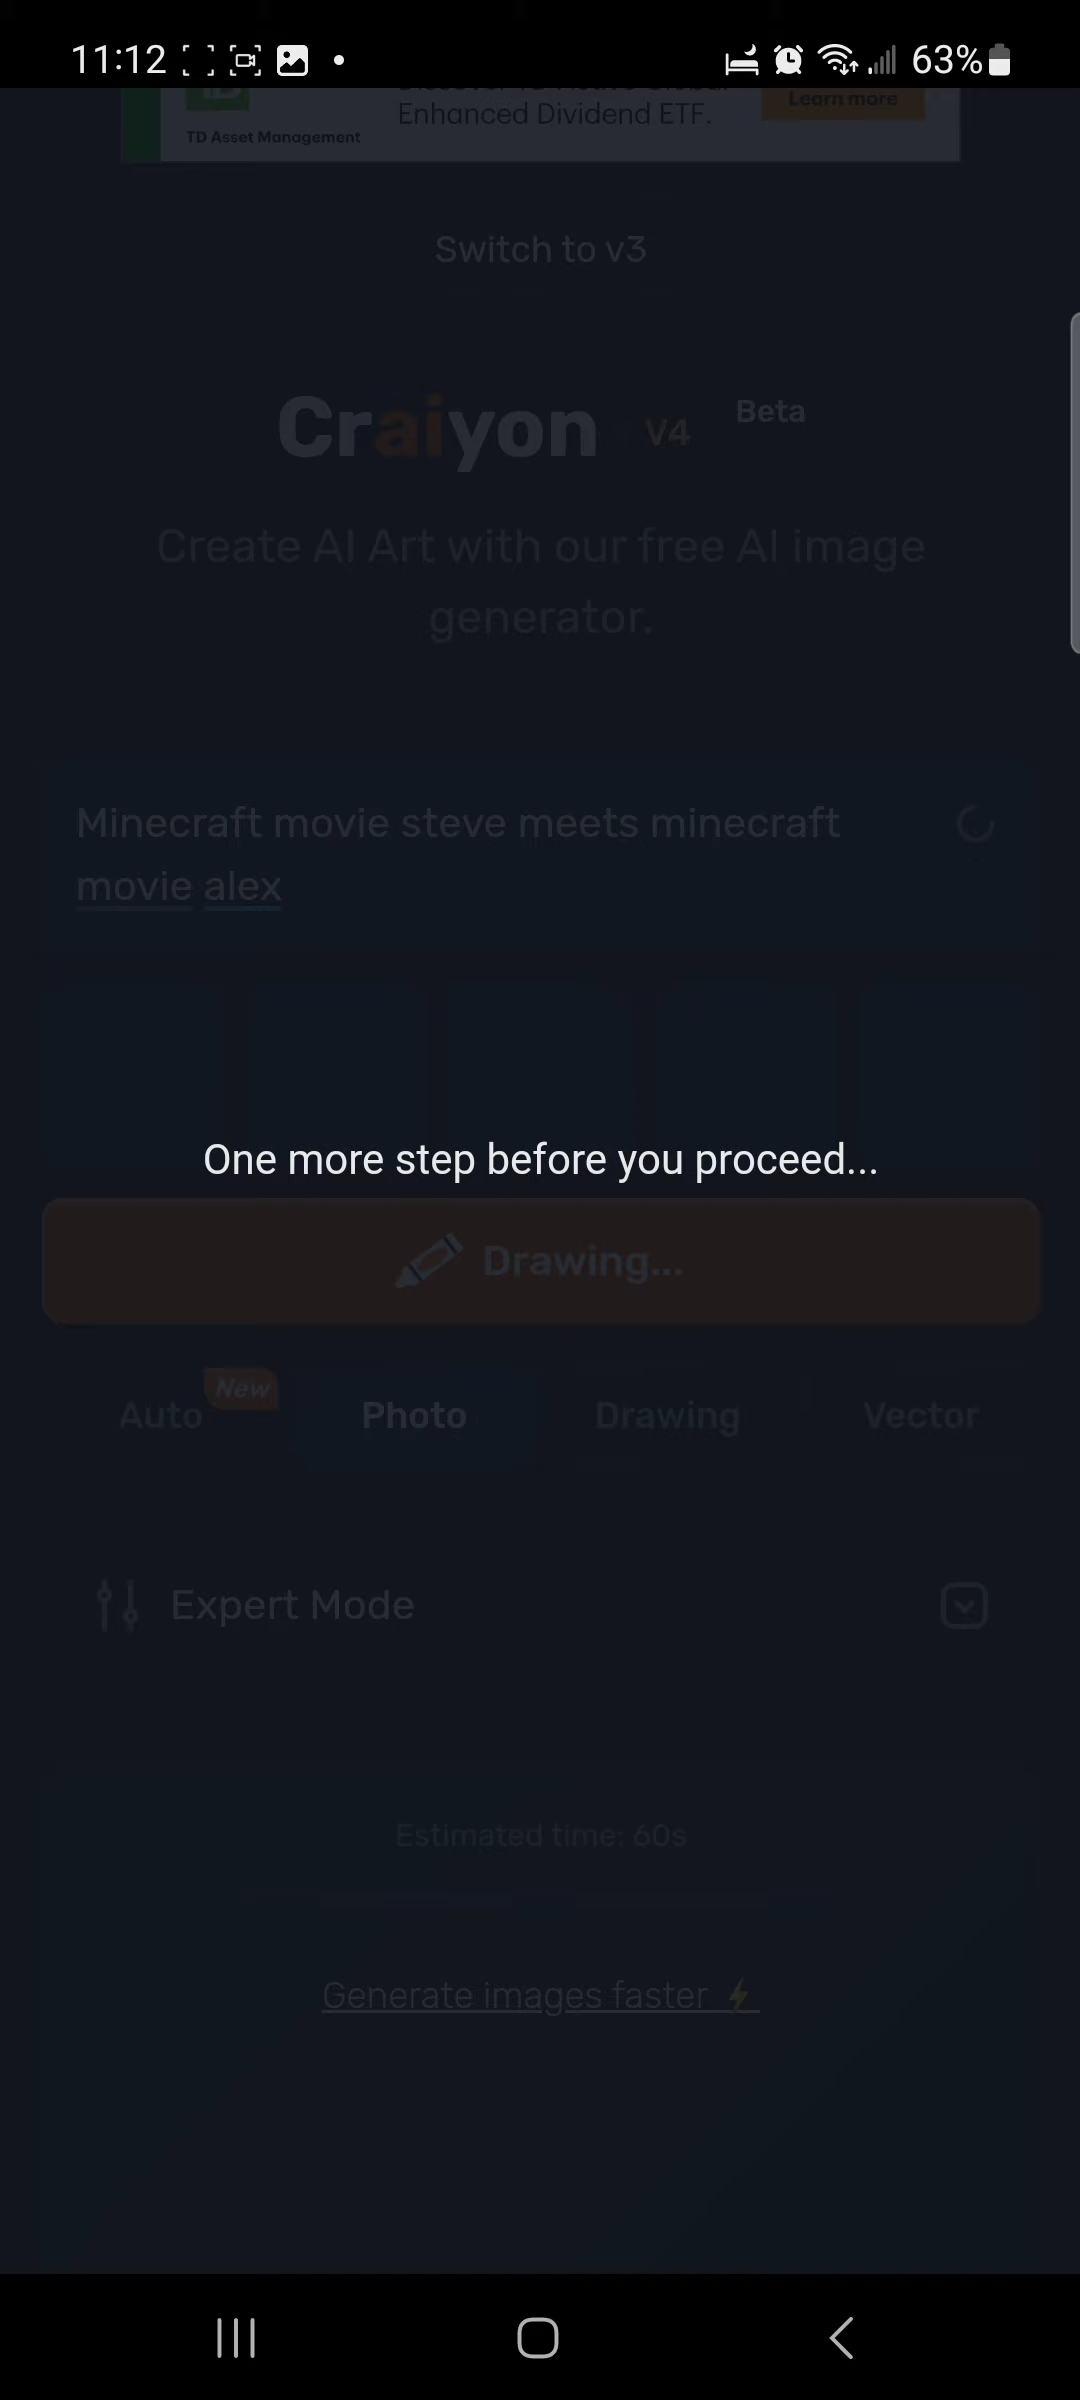 11:12 63%
Enhanced Dividend ETF.
Learn more
TD Asset Management
Switch to v3
Craiyon V4 Beta
Create AI Art with our free AI image
generator.
Minecraft movie steve meets minecraft
movie alex
One more step before you proceed...
Drawing...
New
Auto Photo Drawing Vector
Expert Mode
Estimated time: 60s
Generate images faster